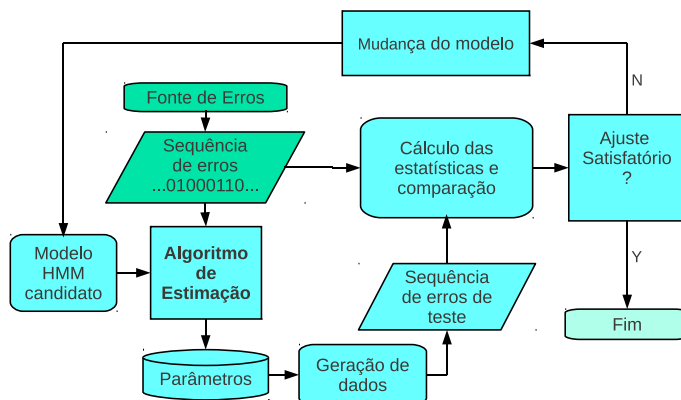 Mudança do modelo
N
Fonte de Erros
Sequência
de erros
...01000110...
Cálculo das
estatísticas e
comparação
Ajuste
Satisfatório
?
Modelo
HMM
candidato
Algoritmo
de
Estimação
Sequência
de erros de
teste
Y
Fim
Parâmetros
Geração de
dados